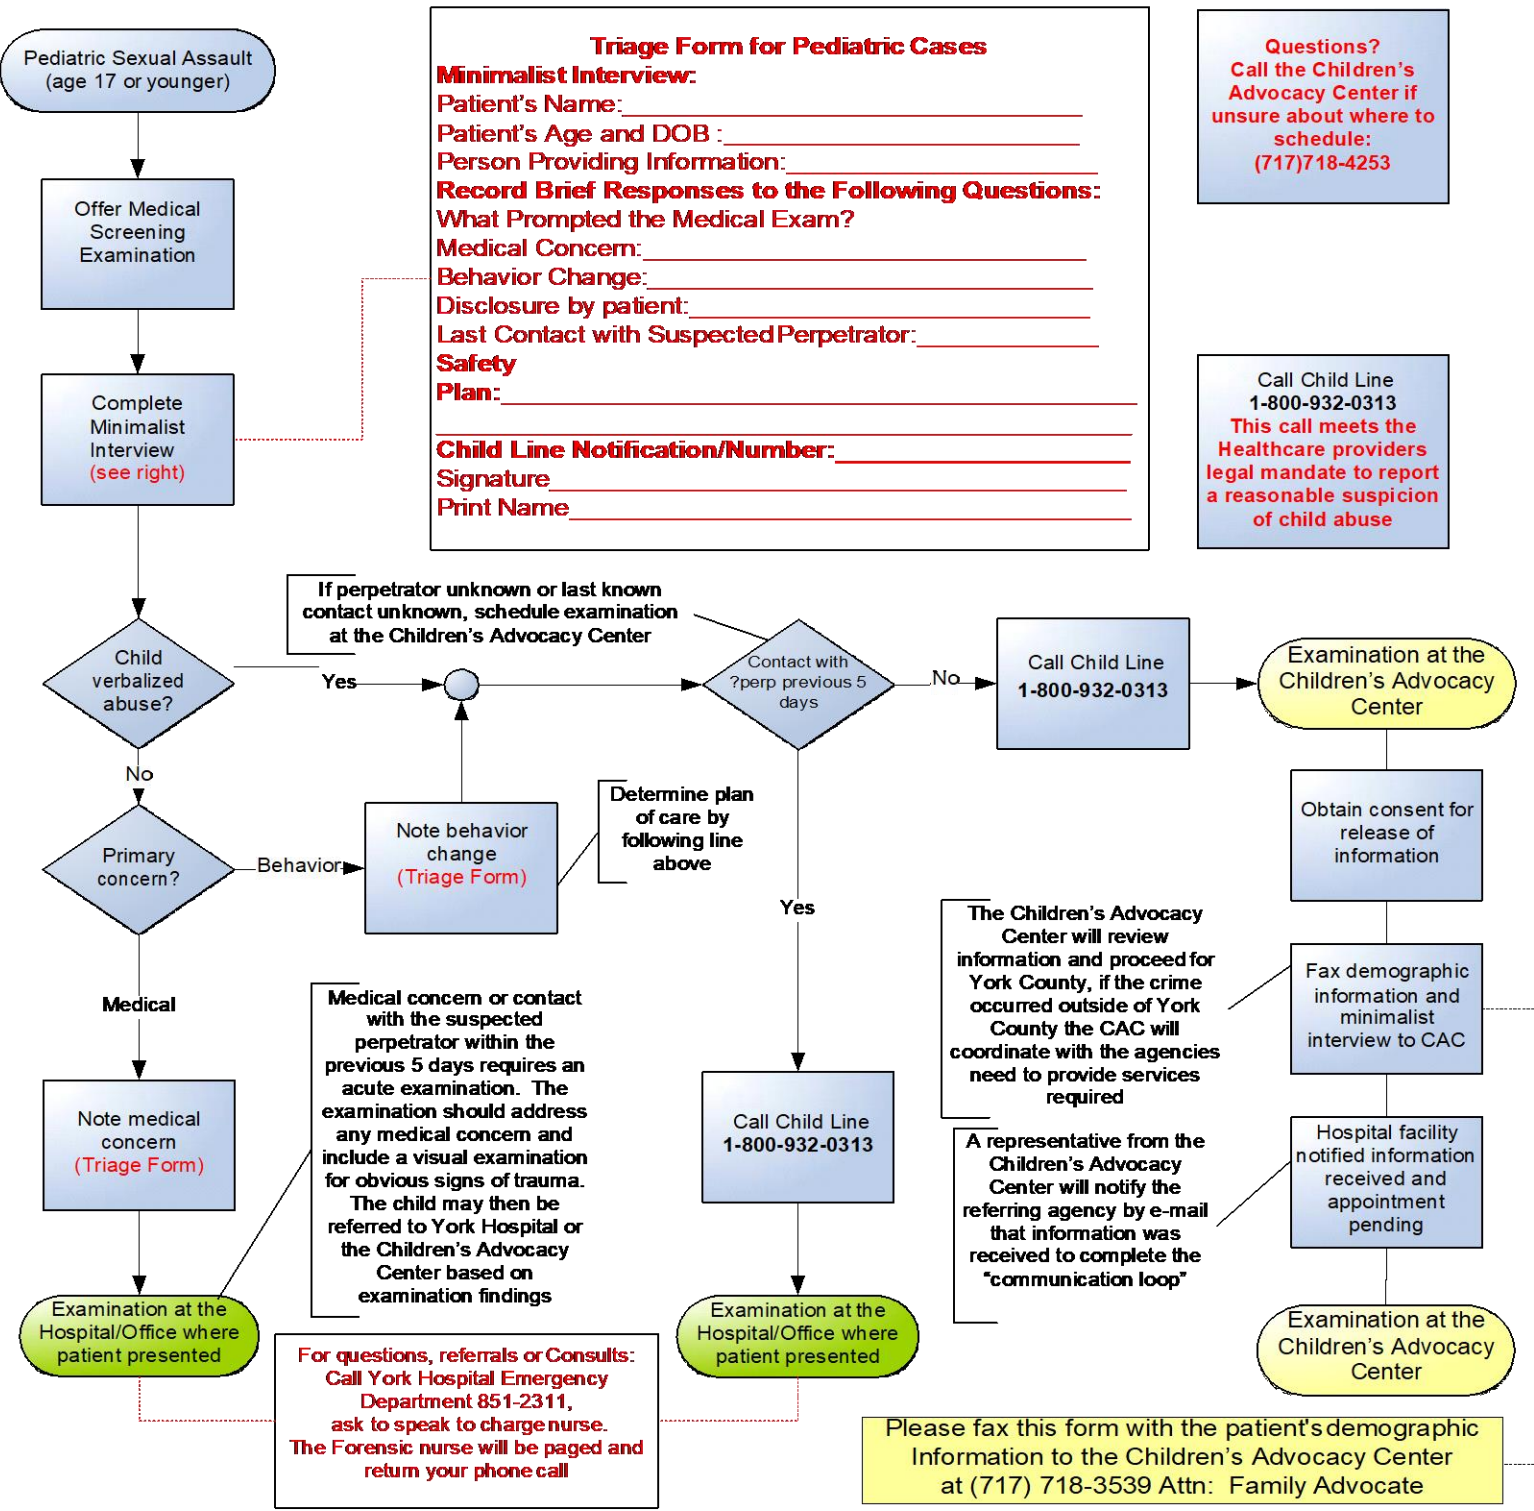 Pediatric Sexual Assault
(age 17 or younger)
Offer Medical
Screening
Examination
Complete
Minimalist
Interview
(see right)
Triage Form for Pediatric Cases
Minimalist Interview:
Patient's Name:
Patient's Age and DOB :
Person Providing Information:
Record Brief Responses to the Following Questions:
What Prompted the Medical Exam?
Medical Concern:
Behavior Change:
Disclosure by patient:
Last Contact with Suspected Perpetrator:
Safety
Plan:
Child Line Notification/Number:
Signature
Print Name
Questions?
Call the Children's
Advocacy Center if
unsure about where to
schedule:
(717)718-4253
Call Child Line
1-800-932-0313
This call meets the
Healthcare providers
legal mandate to report
a reasonable suspicion
of child abuse
If perpetrator unknown or last known
contact unknown, schedule examination
at the Children's Advocacy Center
Child
verbalized
abuse?
Yes
Contact with
?perp previous 5
days
No
Call Child Line
1-800-932-0313
Examination at the
Children's Advocacy
Center
No
Primary
concern?
Behavior
Note behavior
change
(Triage Form)
Determine plan
of care by
following line
above
Yes
Obtain consent for
release of
information
Medical
Medical concern or contact
with the suspected
perpetrator within the
previous 5 days requires an
acute examination. The
examination should address
any medical concern and
include a visual examination
for obvious signs of trauma.
The child may then be
referred to York Hospital or
the Children's Advocacy
Center based on
examination findings
The Children's Advocacy
Center will review
information and proceed for
York County, if the crime
occurred outside of York
County the CAC will
coordinate with the agencies
need to provide services
required
Fax demographic
information and
minimalist
interview to CAC
Note medical
concern
(Triage Form)
Call Child Line
1-800-932-0313
A representative from the
Children's Advocacy
Center will notify the
referring agency by e-mail
that information was
received to complete the
"communication loop"
Hospital facility
notified information
received and
appointment
pending
Examination at the
Hospital/Office where
patient presented
Examination at the
Hospital/Office where
patient presented
Examination at the
Children's Advocacy
Center
For questions, referrals or Consults:
Call York Hospital Emergency
Department 851-2311,
ask to speak to charge nurse.
The Forensic nurse will be paged and
return your phone call
Please fax this form with the patient's demographic
Information to the Children's Advocacy Center
at (717) 718-3539 Attn: Family Advocate